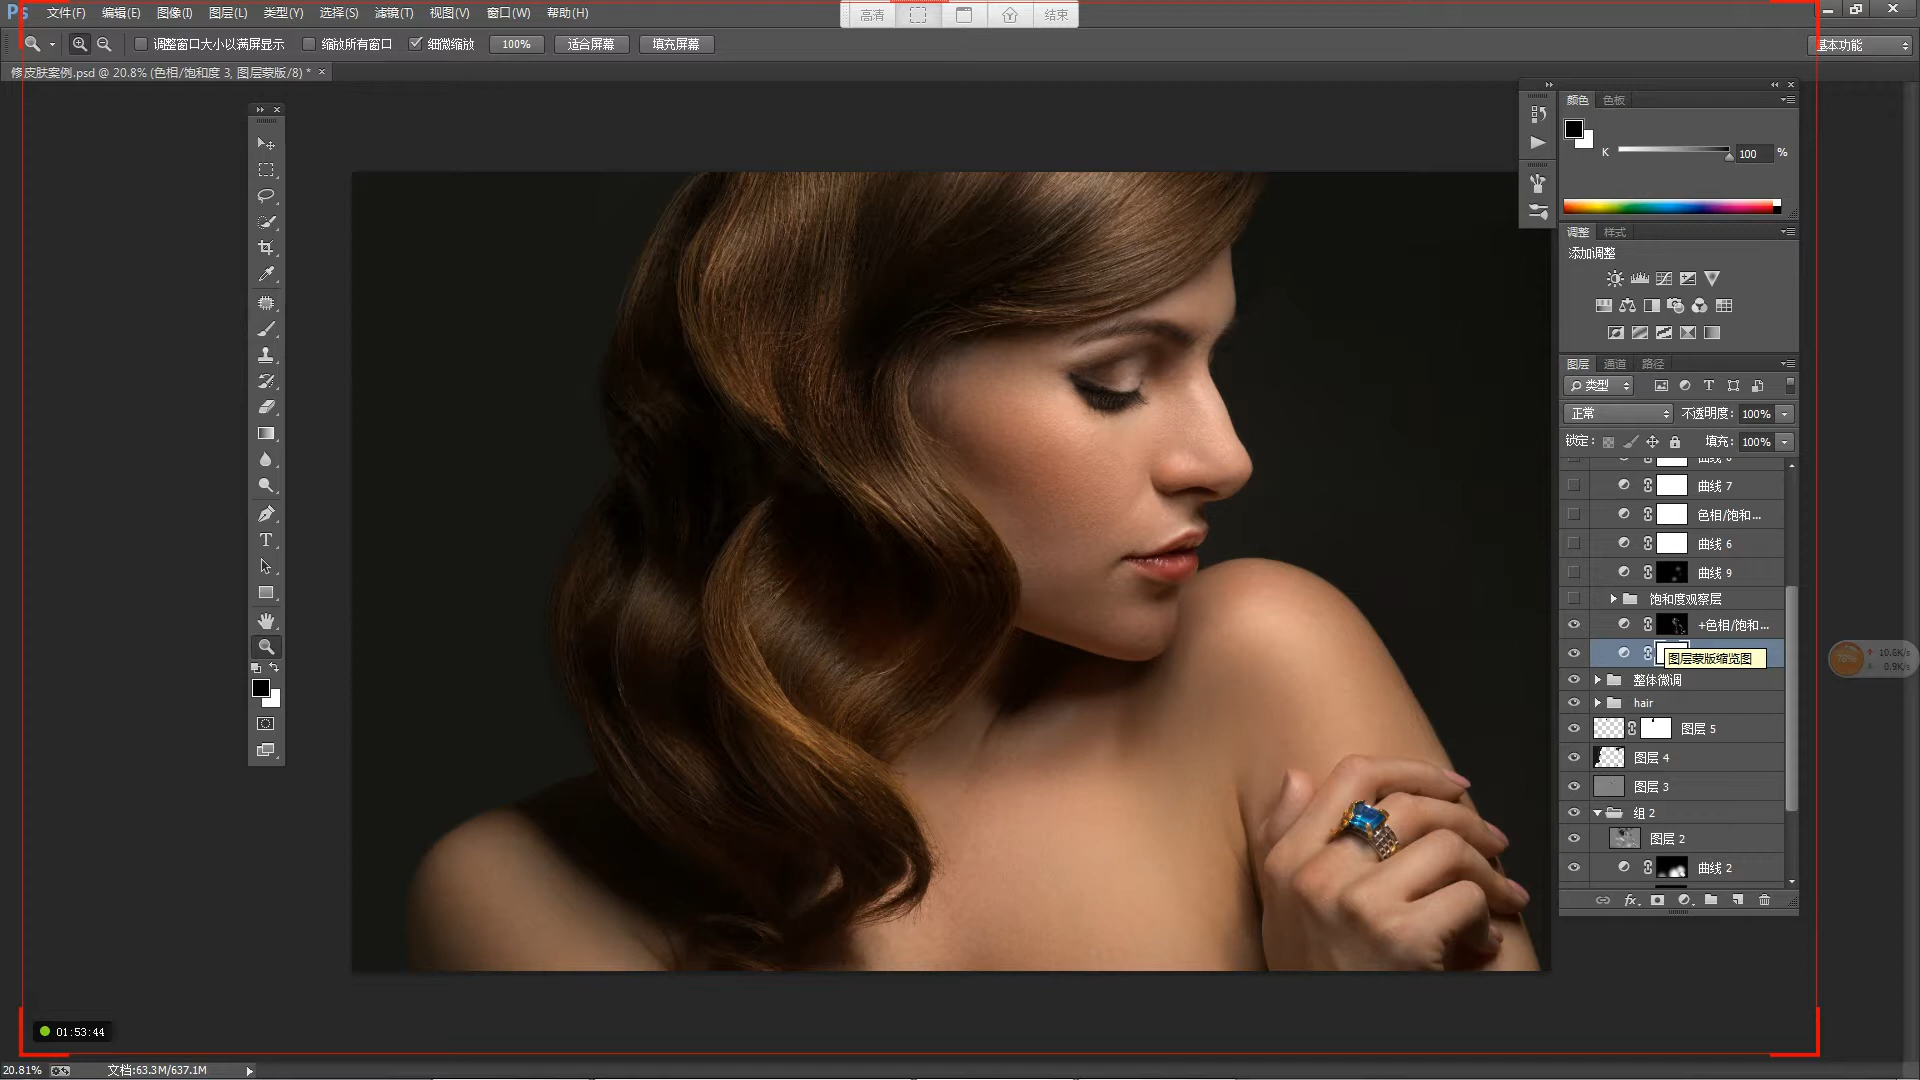 Ps 文件(F) 编辑(E) 图像(I) 图层(L) 类型(Y) 选择(S) 滤镜(T) 视图(V) 窗口(W) 帮助(H)
高清 结束
调整窗口大小以满屏显示 缩放所有窗口 细微缩放 100% 适合屏幕 填充屏幕 基本功能
修皮肤案例.psd @ 20.8% (色相/饱和度 3, 图层蒙版/8) * ×
颜色 色板
K 100 %
调整 样式
添加调整
图层 通道 路径
类型
正常 不透明度: 100%
锁定: 填充: 100%
曲线 7
色相/饱和...
曲线 6
曲线 9
饱和度观察层
+色相/饱和...
图层蒙版缩览图
整体微调
hair
图层 5
图层 4
图层 3
组 2
图层 2
曲线 2
fx
78% 10.6K/s
0.9K/s
01:53:44
20.81% 文档:63.3M/637.1M